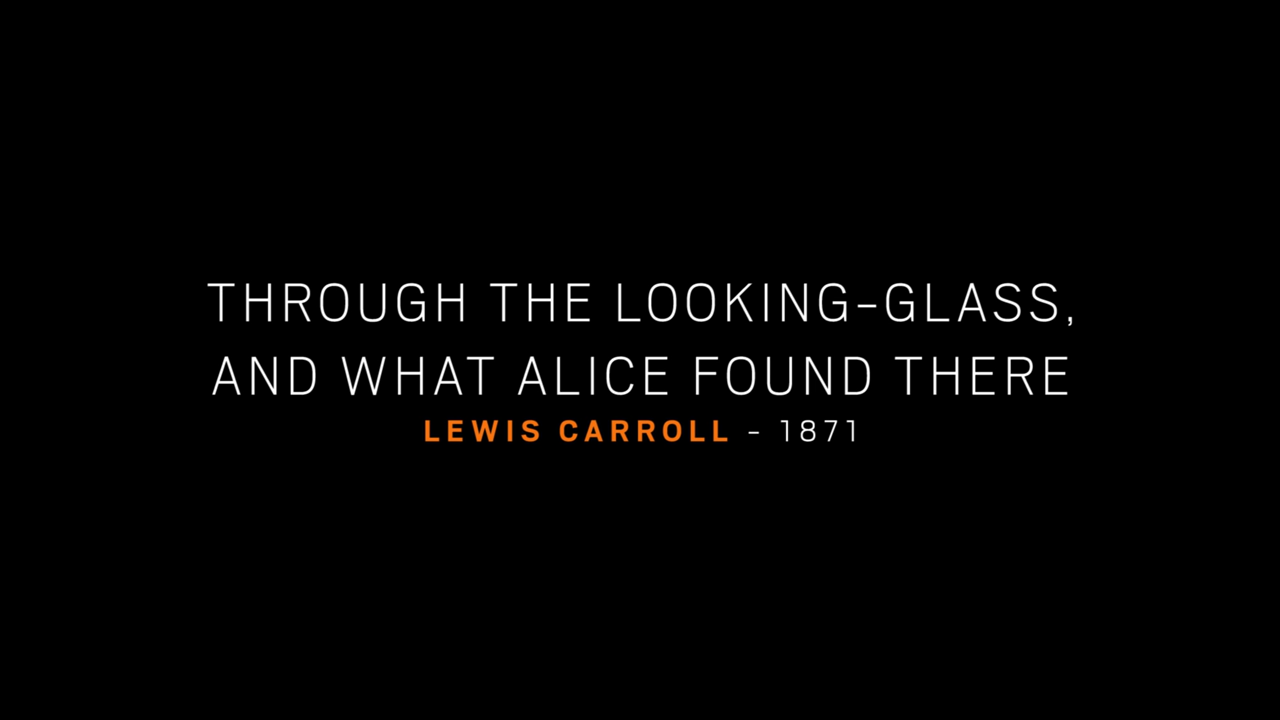 THROUGH THE LOOKING-GLASS,
AND WHAT ALICE FOUND THERE
LEWIS CARROLL - 1871